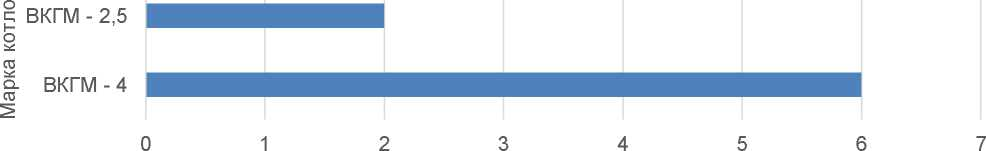 Марка котло
ВКГМ - 2,5
ВКГМ - 4
0 1 2 3 4 5 6 7